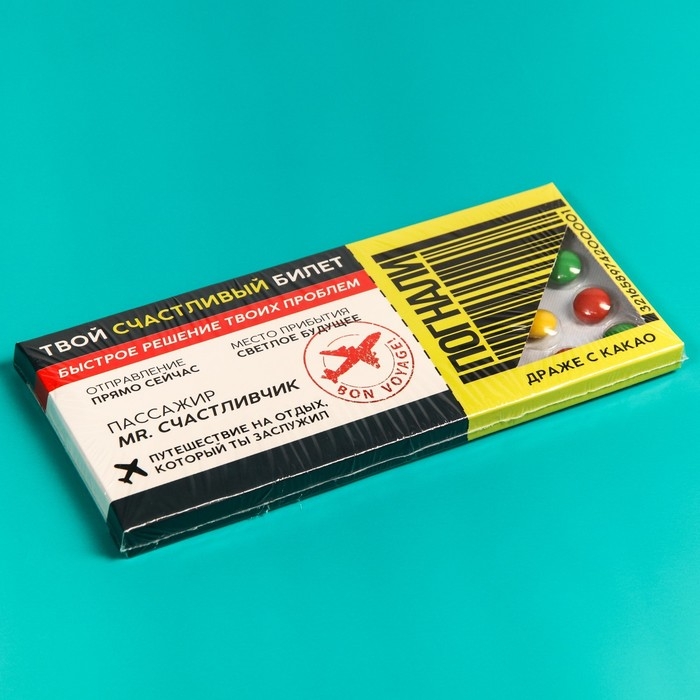 ТВОЙ СЧАСТЛИВЫЙ БИЛЕТ
БЫСТРОЕ РЕШЕНИЕ ТВОИХ ПРОБЛЕМ
ОТПРАВЛЕНИЕ
ПРЯМО СЕЙЧАС
МЕСТО ПРИБЫТИЯ
СВЕТЛОЕ БУДУЩЕЕ
ПАССАЖИР
MR. СЧАСТЛИВЧИК
BON VOYAGE!
ПУТЕШЕСТВИЕ НА ОТДЫХ,
КОТОРЫЙ ТЫ ЗАСЛУЖИЛ
ПОГНАЛИ
ДРАЖЕ С КАКАО